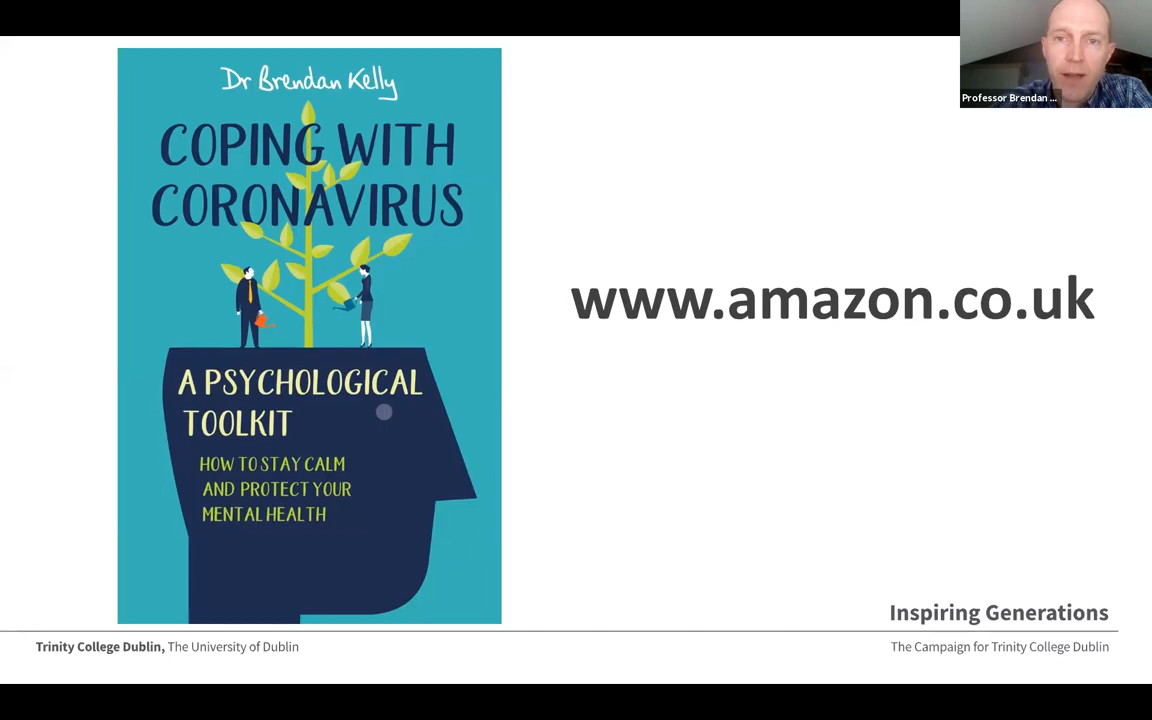 Dr Brendan Kelly
COPING WITH
CORONAVIRUS
A PSYCHOLOGICAL
TOOLKIT
HOW TO STAY CALM
AND PROTECT YOUR
MENTAL HEALTH
www.amazon.co.uk
Professor Brendan ...
Inspiring Generations
Trinity College Dublin, The University of Dublin
The Campaign for Trinity College Dublin